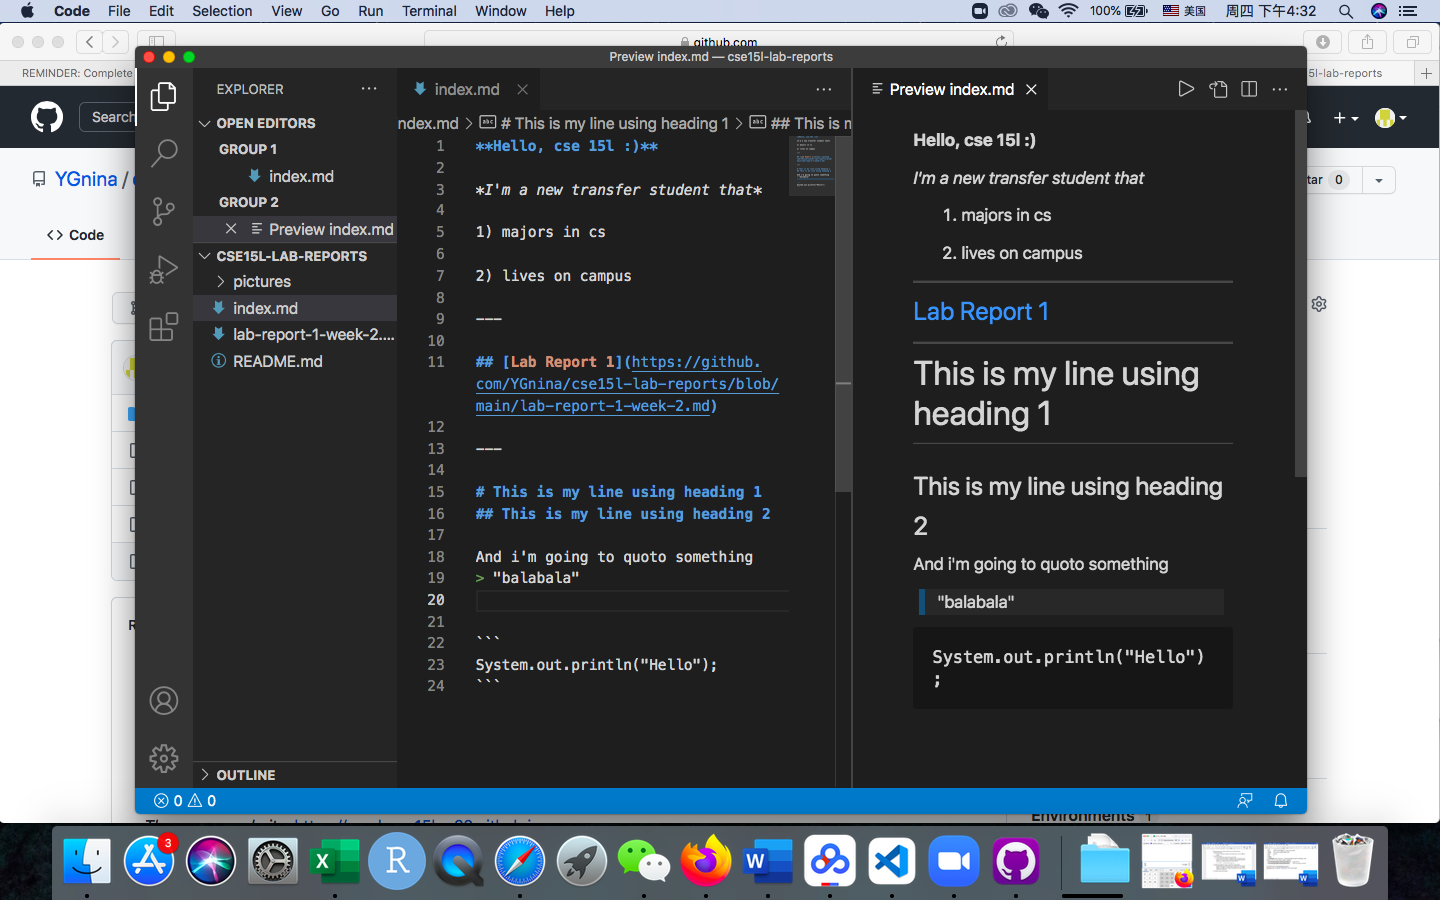 Code File Edit Selection View Go Run Terminal Window Help
100% 美国 周四 下午4:32
github.com
REMINDER: Complete
5l-lab-reports
Preview index.md — cse15l-lab-reports
Search
YGnina /
Code
tar 0
EXPLORER
OPEN EDITORS
GROUP 1
index.md
GROUP 2
Preview index.md
CSE15L-LAB-REPORTS
pictures
index.md
lab-report-1-week-2....
README.md
OUTLINE
0 0
index.md
ndex.md > # This is my line using heading 1 > ## This is n
1 **Hello, cse 15l :)**
2
3 *I'm a new transfer student that*
4
5 1) majors in cs
6
7 2) lives on campus
8
9 ---
10
11 ## [Lab Report 1](https://github.
com/YGnina/cse15l-lab-reports/blob/
main/lab-report-1-week-2.md)
12
13 ---
14
15 # This is my line using heading 1
16 ## This is my line using heading 2
17
18 And i'm going to quoto something
19 > "balabala"
20
21
22 ```
23 System.out.println("Hello");
24 ```
Preview index.md
Hello, cse 15l :)
I'm a new transfer student that
1. majors in cs
2. lives on campus
Lab Report 1
This is my line using
heading 1
This is my line using heading
2
And i'm going to quoto something
"balabala"
System.out.println("Hello")
;
Environments 1
3
X
R
W